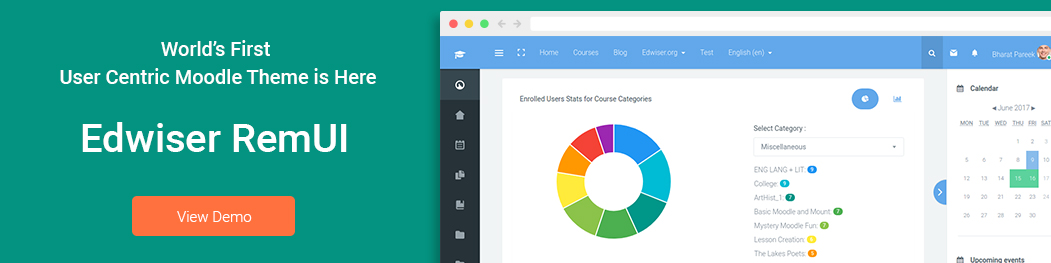 World's First
User Centric Moodle Theme is Here
Edwiser RemUI
View Demo
Home Courses Blog Edwiser.org Test English (en)
Bharat Pareek
Enrolled Users Stats for Course Categories
Select Category :
Miscellaneous
ENG LANG + LIT: 9
College: 9
ArtHist_1: 7
Basic Moodle and Mount: 7
Mystery Moodle Fun: 7
Lesson Creation: 6
The Lakes Poets: 5
Calendar
◀ June 2017 ▶
MON TUE WED THU FRI SAT
1 2 3
5 6 7 8 9 10
12 13 14 15 16 17
19 20 21 22 23 24
26 27 28 29 30
Upcoming events